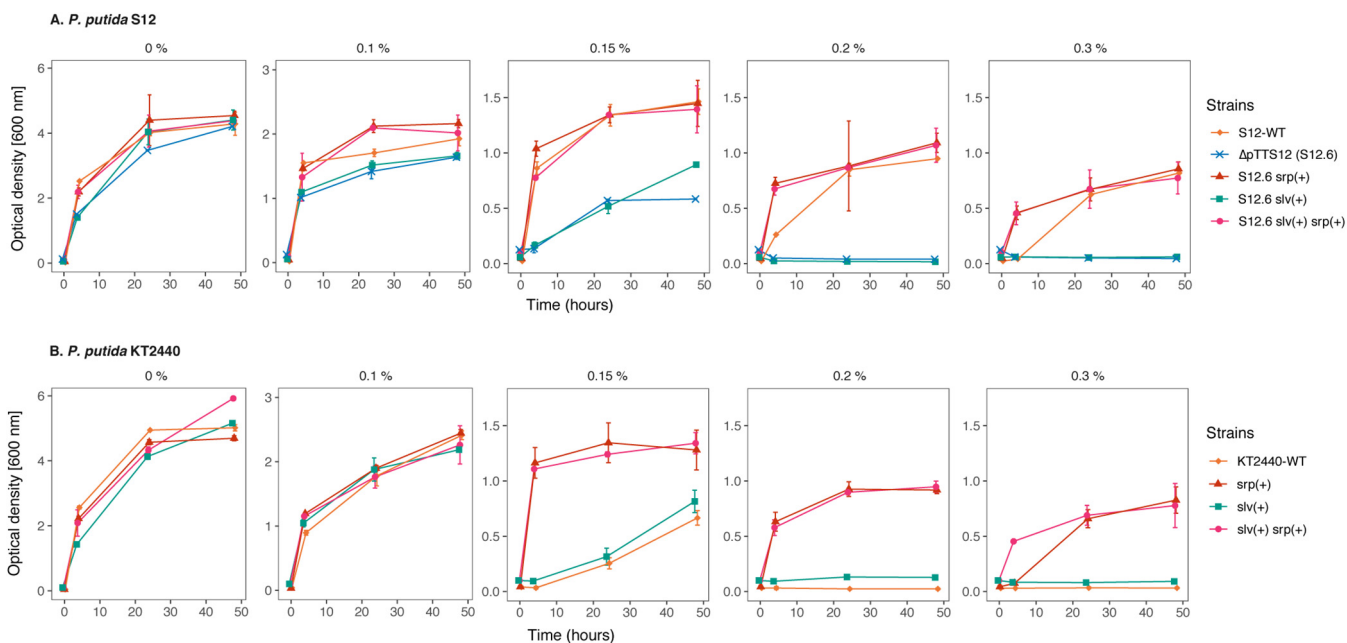 A. P. putida S12
0 %
0.1 %
0.15 %
0.2 %
0.3 %
Optical density [600 nm]
6
4
2
0
3
2
1
0
1.5
1.0
0.5
0.0
1.5
1.0
0.5
0.0
1.5
1.0
0.5
0.0
0 10 20 30 40 50
0 10 20 30 40 50
0 10 20 30 40 50
0 10 20 30 40 50
0 10 20 30 40 50
Time (hours)
Strains
S12-WT
ΔpTTS12 (S12.6)
S12.6 srp(+)
S12.6 slv(+)
S12.6 slv(+) srp(+)
B. P. putida KT2440
0 %
0.1 %
0.15 %
0.2 %
0.3 %
Optical density [600 nm]
6
4
2
0
3
2
1
0
1.5
1.0
0.5
0.0
1.5
1.0
0.5
0.0
1.5
1.0
0.5
0.0
0 10 20 30 40 50
0 10 20 30 40 50
0 10 20 30 40 50
0 10 20 30 40 50
0 10 20 30 40 50
Time (hours)
Strains
KT2440-WT
srp(+)
slv(+)
slv(+) srp(+)